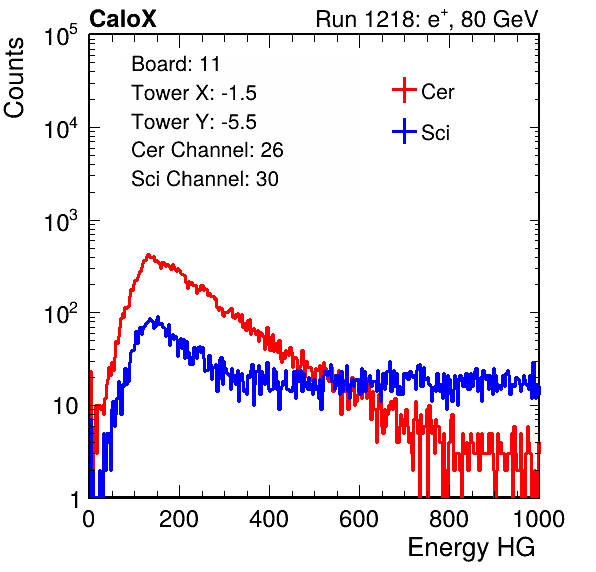 CaloX Run 1218: e⁺, 80 GeV
Counts
10⁵
10⁴
10³
10²
10
1
Board: 11
Tower X: -1.5
Tower Y: -5.5
Cer Channel: 26
Sci Channel: 30
Cer
Sci
0 200 400 600 800 1000
Energy HG